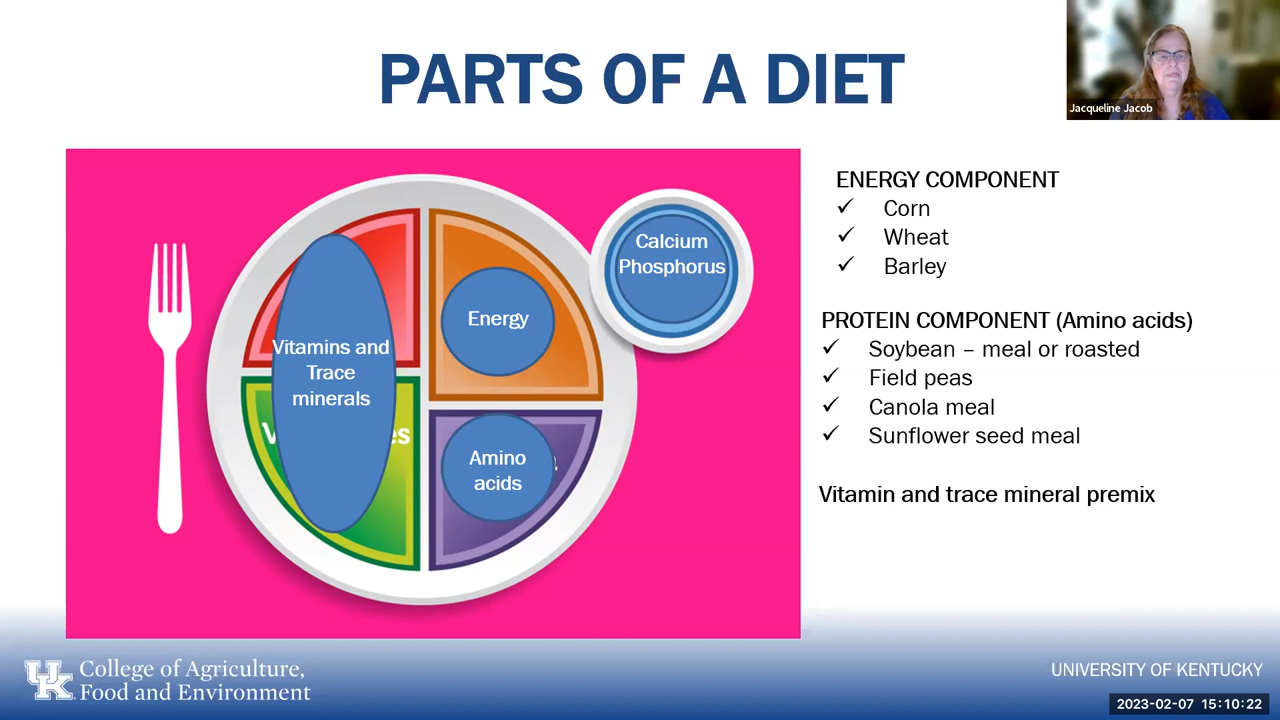 PARTS OF A DIET
Jacqueline Jacob
Vitamins and
Trace
minerals
Energy
Amino
acids
Calcium
Phosphorus
ENERGY COMPONENT
✓ Corn
✓ Wheat
✓ Barley
PROTEIN COMPONENT (Amino acids)
✓ Soybean – meal or roasted
✓ Field peas
✓ Canola meal
✓ Sunflower seed meal
Vitamin and trace mineral premix
UK College of Agriculture,
Food and Environment
UNIVERSITY OF KENTUCKY
2023-02-07 15:10:22